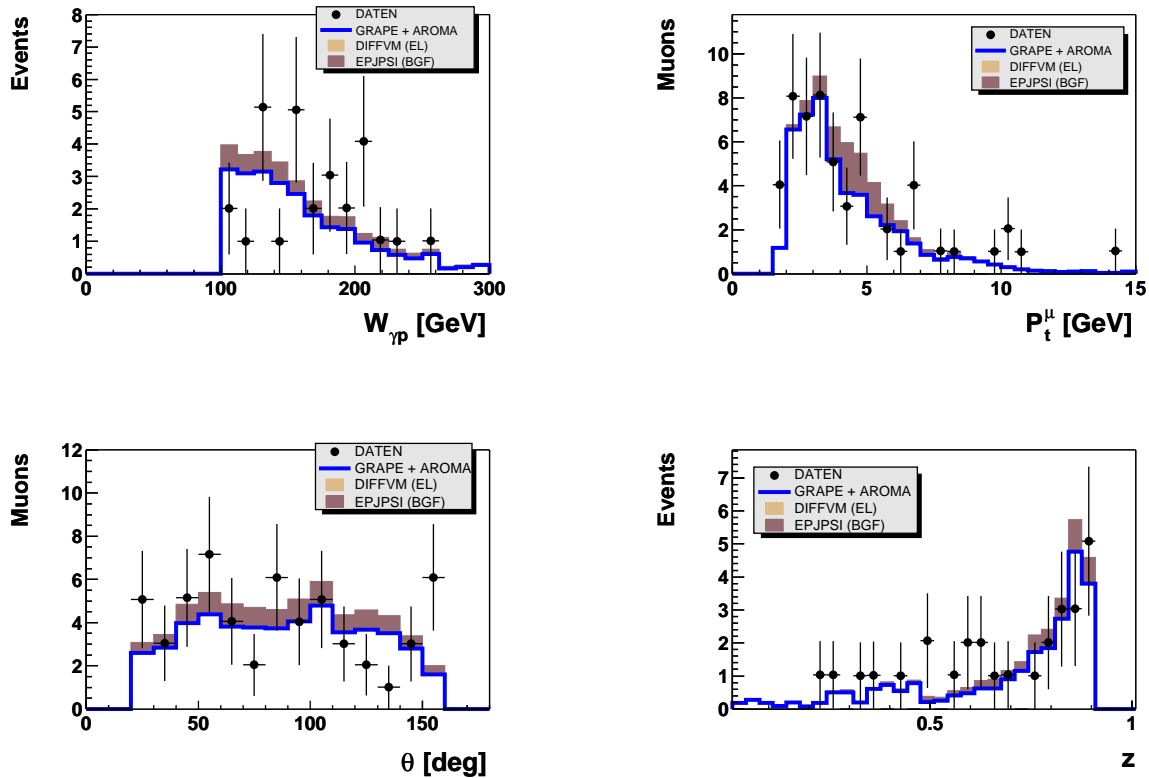 Events
8
7
6
5
4
3
2
1
0
0
100
200
300
W_γp [GeV]
DATEN
GRAPE + AROMA
DIFFVM (EL)
EPJPSI (BGF)
Muons
10
8
6
4
2
0
0
5
10
15
P_t^μ [GeV]
DATEN
GRAPE + AROMA
DIFFVM (EL)
EPJPSI (BGF)
Muons
12
10
8
6
4
2
0
0
50
100
150
θ [deg]
DATEN
GRAPE + AROMA
DIFFVM (EL)
EPJPSI (BGF)
Events
7
6
5
4
3
2
1
0
0.5
1
z
DATEN
GRAPE + AROMA
DIFFVM (EL)
EPJPSI (BGF)